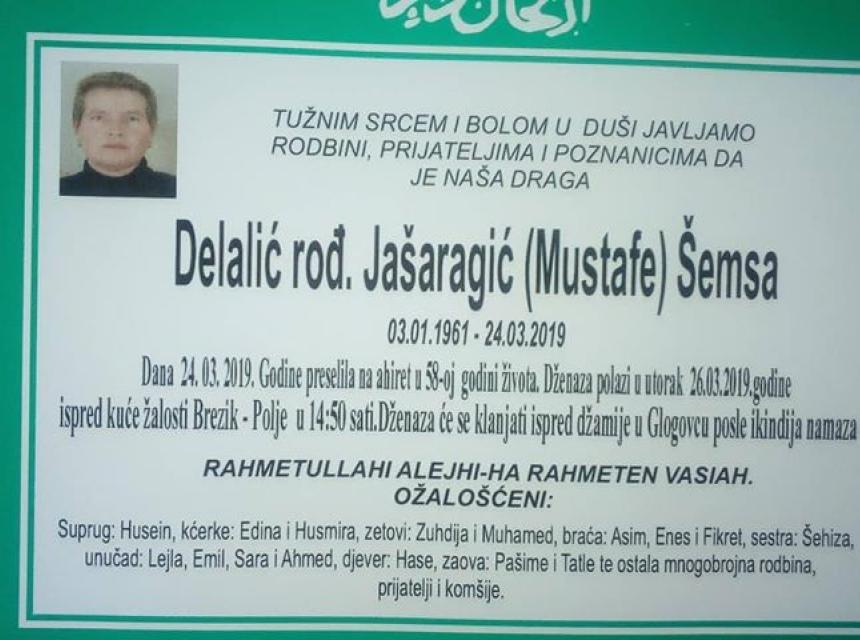 TUŽNIM SRCEM I BOLOM U DUŠI JAVLJAMO
RODBINI, PRIJATELJIMA I POZNANICIMA DA
JE NAŠA DRAGA
Delalić rođ. Jašaragić (Mustafe) Šemsa
03.01.1961 - 24.03.2019
Dana 24. 03. 2019. Godine preselila na ahiret u 58-oj godini života. Dženaza polazi u utorak 26.03.2019.godine
ispred kuće žalosti Brezik - Polje u 14:50 sati.Dženaza će se klanjati ispred džamije u Glogovcu posle ikindija namaza
RAHMETULLAHI ALEJHI-HA RAHMETEN VASIAH.
OŽALOŠĆENI:
Suprug: Husein, kćerke: Edina i Husmira, zetovi: Zuhdija i Muhamed, braća: Asim, Enes i Fikret, sestra: Šehiza,
unučad: Lejla, Emil, Sara i Ahmed, djever: Hase, zaova: Pašime i Tatle te ostala mnogobrojna rodbina,
prijatelji i komšije.